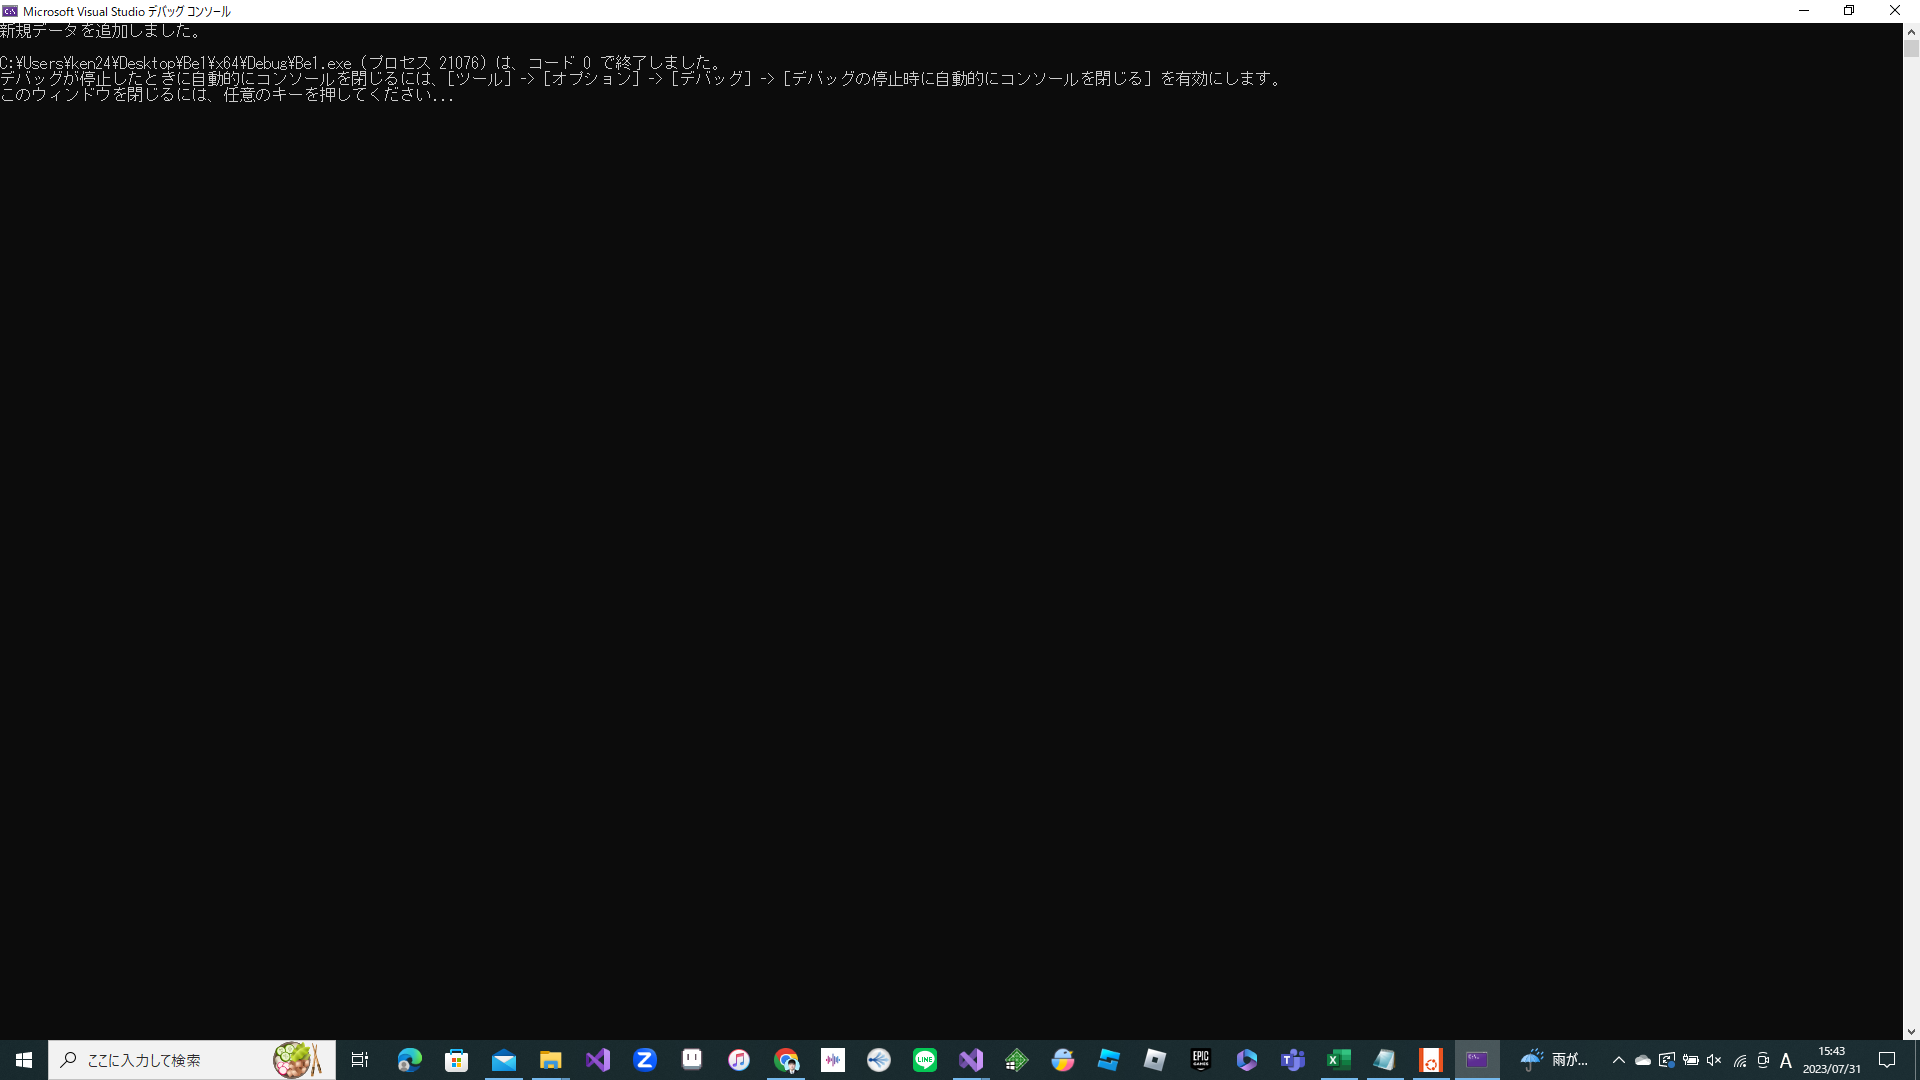 Microsoft Visual Studio デバッグ コンソール
新規データを追加しました。
C:¥Users¥ken24¥Desktop¥Be1¥x64¥Debug¥Be1.exe (プロセス 21076) は、コード 0 で終了しました。
デバッグが停止したときに自動的にコンソールを閉じるには、[ツール] -> [オプション] -> [デバッグ] -> [デバッグの停止時に自動的にコンソールを閉じる] を有効にします。
このウィンドウを閉じるには、任意のキーを押してください...
ここに入力して検索
LINE
EPIC GAMES
雨が...
A
15:43
2023/07/31